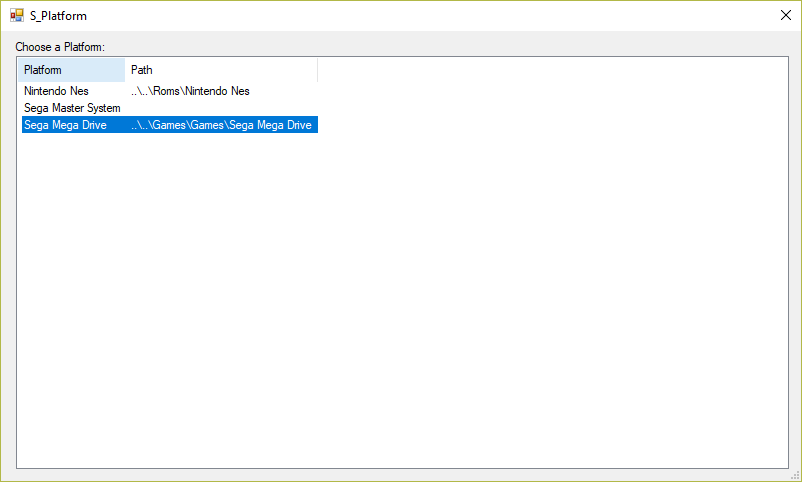 S_Platform
Choose a Platform:
Platform Path
Nintendo Nes ..\..\Roms\Nintendo Nes
Sega Master System
Sega Mega Drive ..\..\Games\Games\Sega Mega Drive